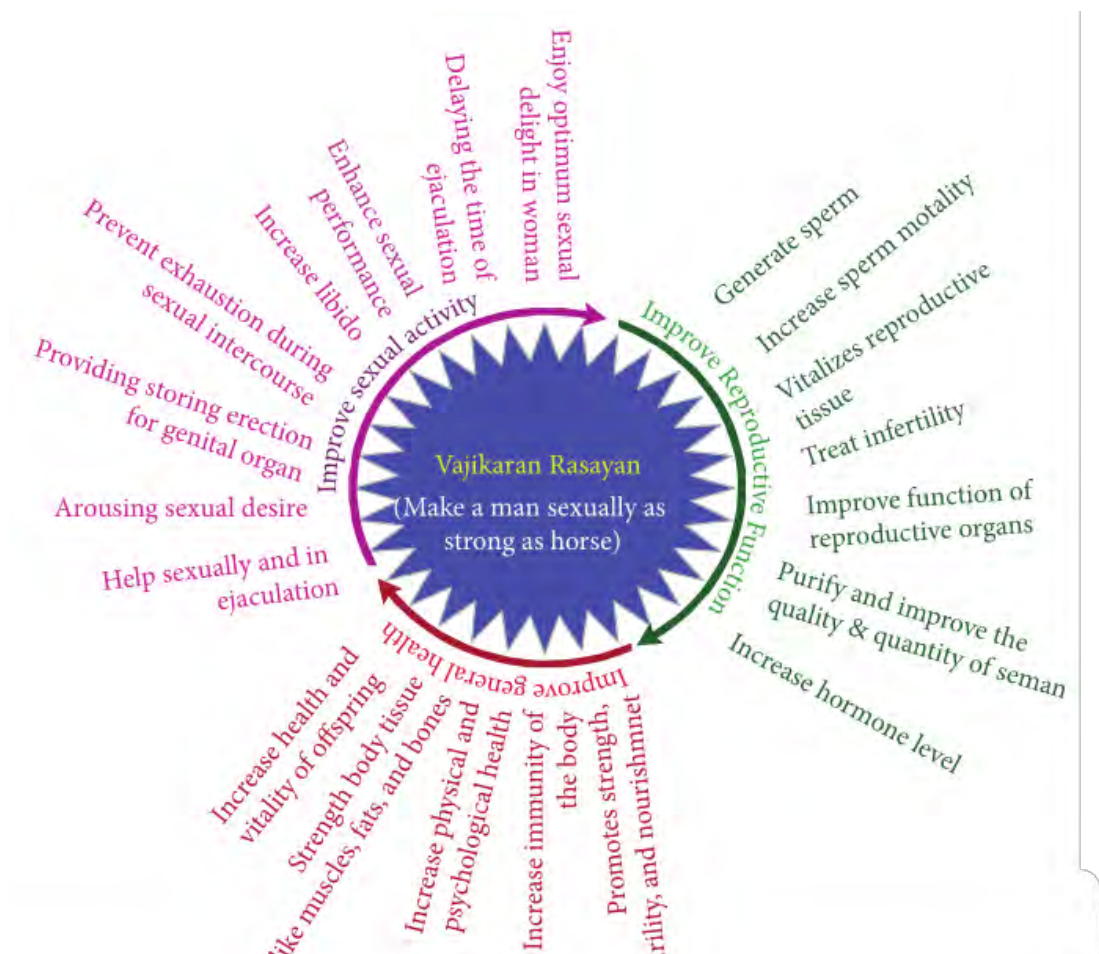 Vajikaran Rasayan
(Make a man sexually as
strong as horse)
Improve sexual activity
Help sexually and in
ejaculation
Arousing sexual desire
Providing storing erection
for genital organ
Prevent exhaustion during
sexual intercourse
Increase libido
Enhance sexual
performance
Delaying the time of
ejaculation
Enjoy optimum sexual
delight in woman
Improve Reproductive Function
Generate sperm
Increase sperm motality
Vitalizes reproductive
tissue
Treat infertility
Improve function of
reproductive organs
Purify and improve the
quality & quantity of seman
Increase hormone level
Improve general health
Promotes strength,
and nourishmnet
Increase immunity of
the body
Increase physical and
psychological health
Strength body tissue
like muscles, fats, and bones
Increase health and
vitality of offspring